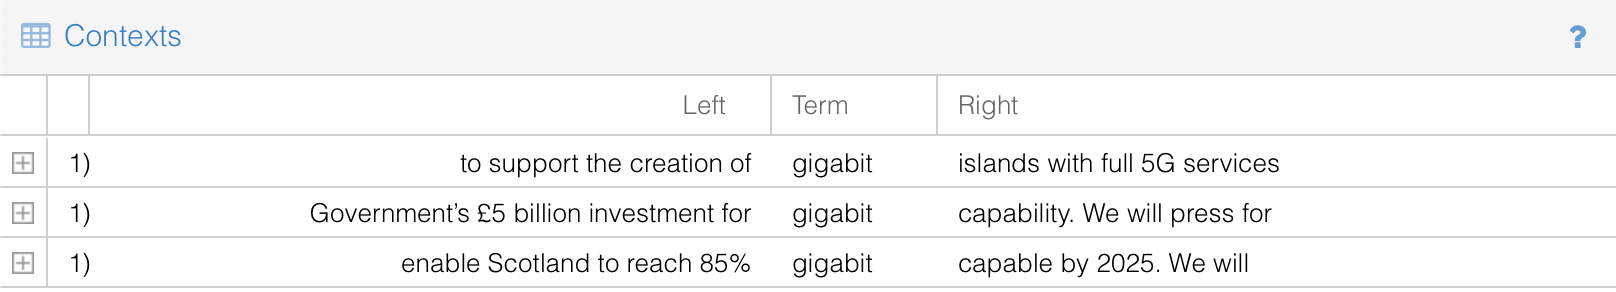 Contexts ?
Left Term Right
1) to support the creation of gigabit islands with full 5G services
1) Government’s £5 billion investment for gigabit capability. We will press for
1) enable Scotland to reach 85% gigabit capable by 2025. We will